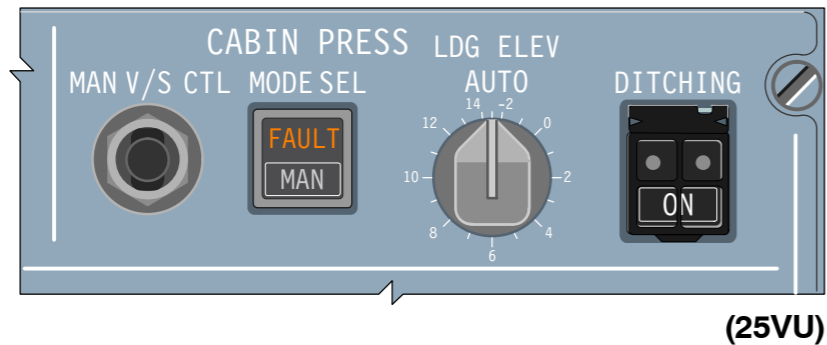 CABIN PRESS
LDG ELEV
MAN V/S CTL
MODE SEL
AUTO
DITCHING
14
-2
12
0
FAULT
MAN
10
2
ON
8
4
6
(25VU)